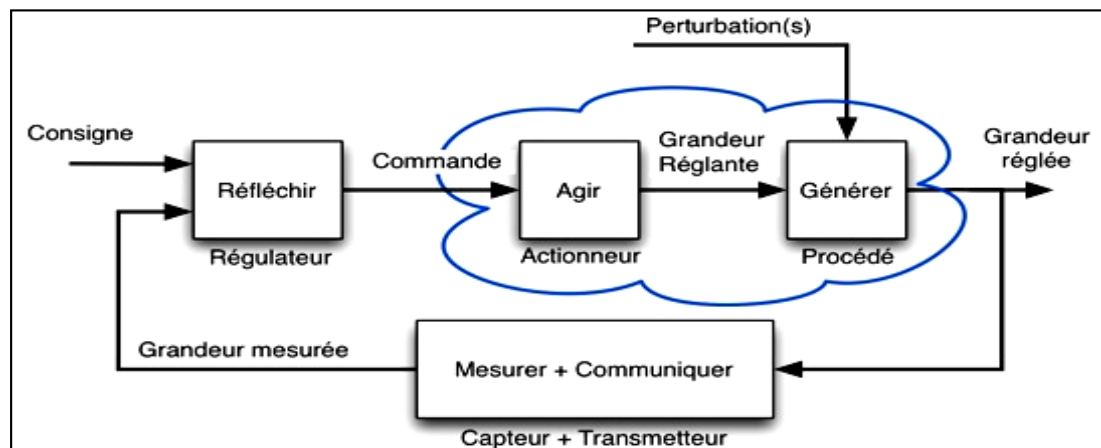 Perturbation(s)
Consigne
Commande
Grandeur
Réglante
Grandeur
réglée
Réfléchir
Agir
Générer
Régulateur
Actionneur
Procédé
Grandeur mesurée
Mesurer + Communiquer
Capteur + Transmetteur